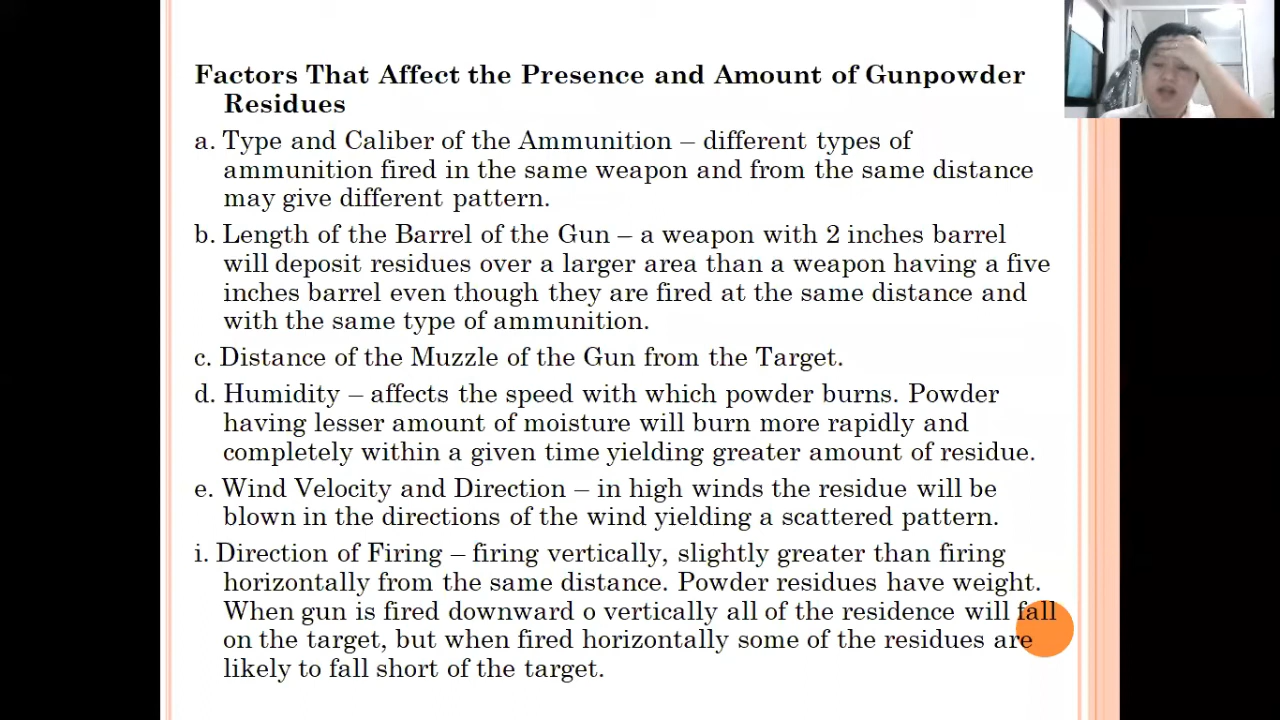 Factors That Affect the Presence and Amount of Gunpowder
Residues
a. Type and Caliber of the Ammunition – different types of
ammunition fired in the same weapon and from the same distance
may give different pattern.
b. Length of the Barrel of the Gun – a weapon with 2 inches barrel
will deposit residues over a larger area than a weapon having a five
inches barrel even though they are fired at the same distance and
with the same type of ammunition.
c. Distance of the Muzzle of the Gun from the Target.
d. Humidity – affects the speed with which powder burns. Powder
having lesser amount of moisture will burn more rapidly and
completely within a given time yielding greater amount of residue.
e. Wind Velocity and Direction – in high winds the residue will be
blown in the directions of the wind yielding a scattered pattern.
i. Direction of Firing – firing vertically, slightly greater than firing
horizontally from the same distance. Powder residues have weight.
When gun is fired downward o vertically all of the residence will fall
on the target, but when fired horizontally some of the residues are
likely to fall short of the target.